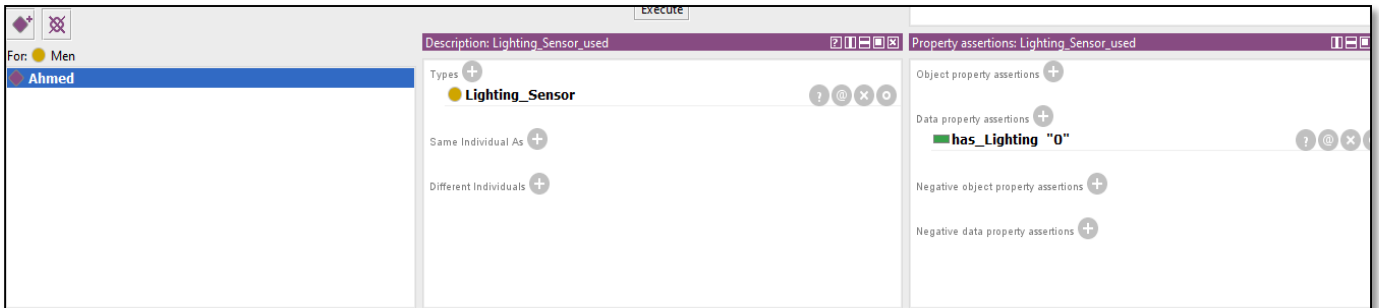 Execute
For: Men
Ahmed
Description: Lighting_Sensor_used
Types
Lighting_Sensor
Same Individual As
Different Individuals
Property assertions: Lighting_Sensor_used
Object property assertions
Data property assertions
has_Lighting "0"
Negative object property assertions
Negative data property assertions